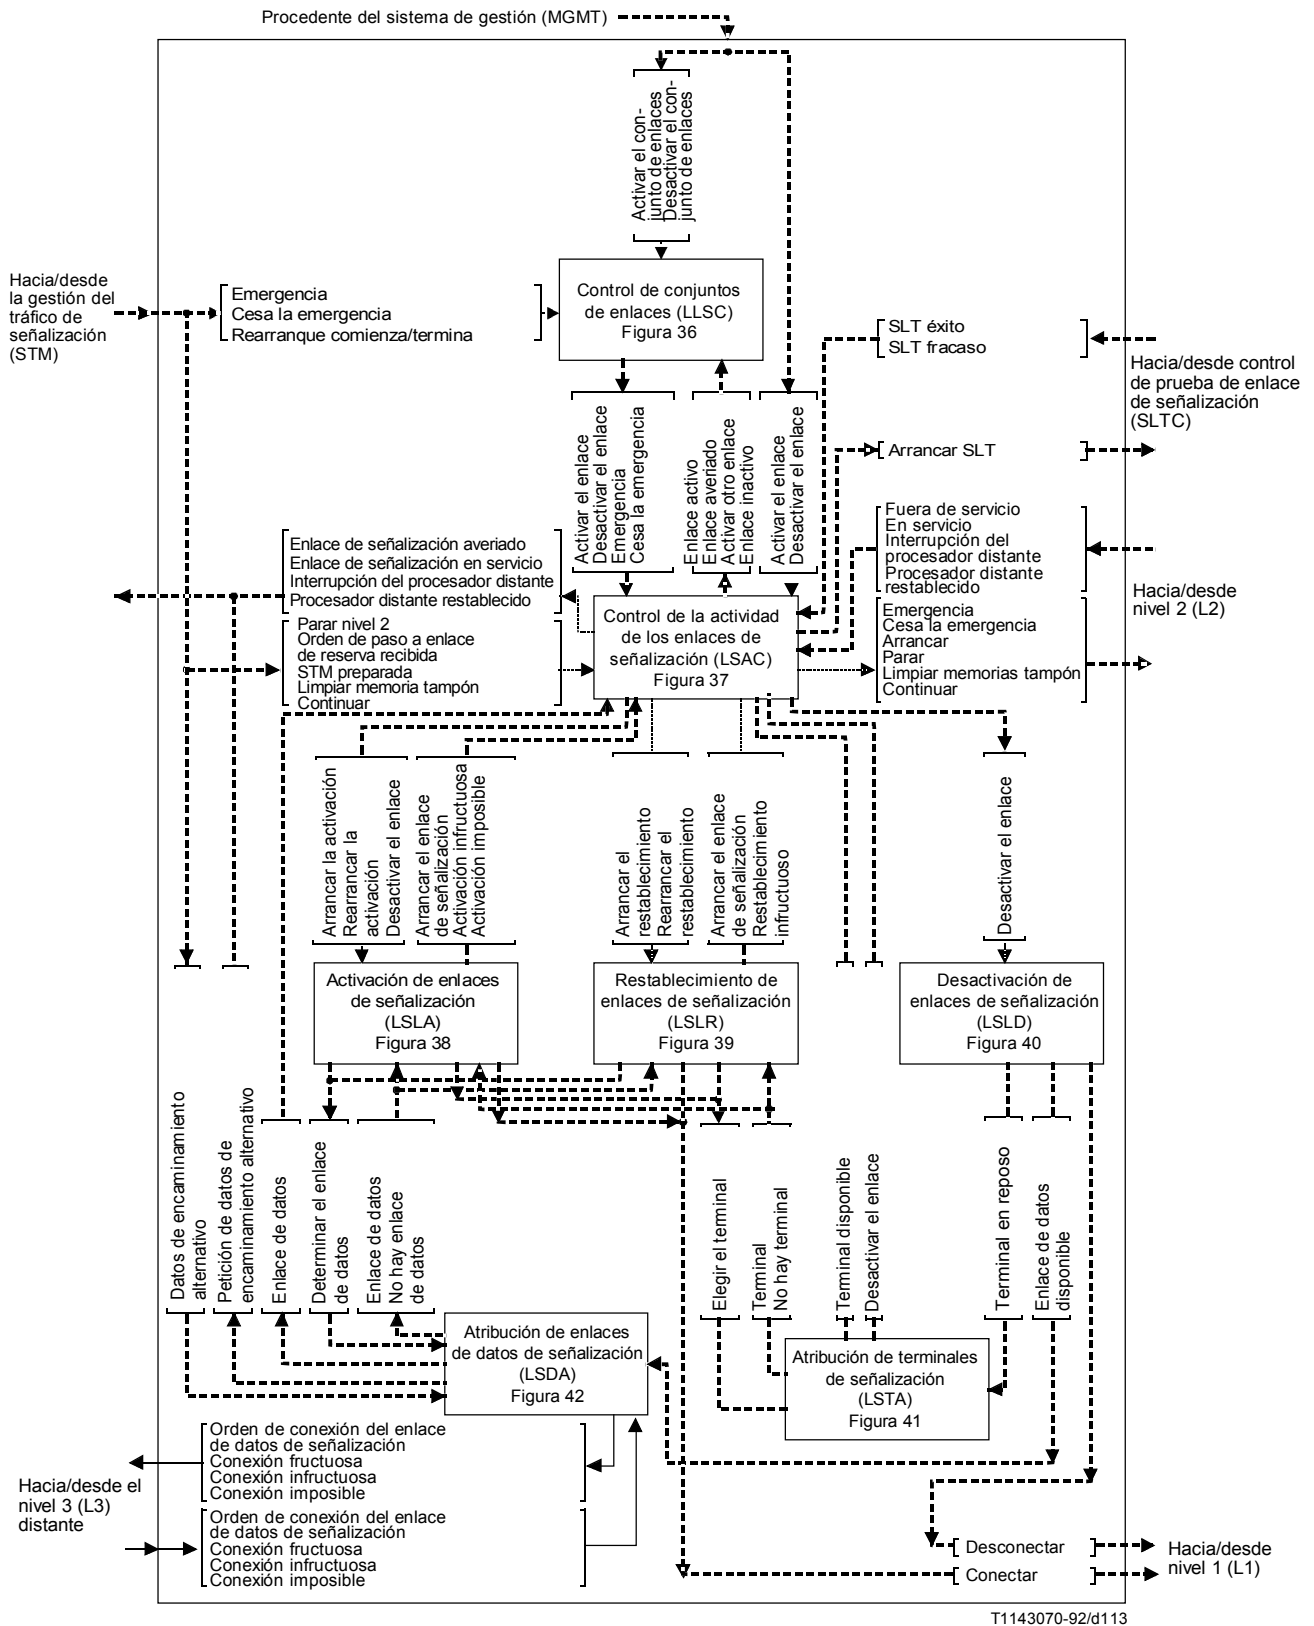 Procedente del sistema de gestión (MGMT)
Activar el con-
junto de enlaces
Desactivar el con-
junto de enlaces
Hacia/desde
la gestión del
tráfico de
señalización
(STM)
Emergencia
Cesa la emergencia
Rearranque comienza/termina
Control de conjuntos
de enlaces (LLSC)
Figura 36
SLT éxito
SLT fracaso
Hacia/desde control
de prueba de enlace
de señalización
(SLTC)
Arrancar SLT
Activar el enlace
Desactivar el enlace
Emergencia
Cesa la emergencia
Enlace activo
Enlace averiado
Activar otro enlace
Enlace inactivo
Activar el enlace
Desactivar el enlace
Fuera de servicio
En servicio
Interrupción del
procesador distante
Procesador distante
restablecido
Hacia/desde
nivel 2 (L2)
Enlace de señalización averiado
Enlace de señalización en servicio
Interrupción del procesador distante
Procesador distante restablecido
Control de la actividad
de los enlaces de
señalización (LSAC)
Figura 37
Emergencia
Cesa la emergencia
Arrancar
Parar
Limpiar memorias tampón
Continuar
Parar nivel 2
Orden de paso a enlace
de reserva recibida
STM preparada
Limpiar memoria tampón
Continuar
Arrancar la activación
Rearrancar la
activación
Desactivar el enlace
Arrancar el enlace
de señalización
Activación infructuosa
Activación imposible
Arrancar el
restablecimiento
Rearrancar el
restablecimiento
Arrancar el enlace
de señalización
Restablecimiento
infructuoso
Desactivar el enlace
Activación de enlaces
de señalización
(LSLA)
Figura 38
Restablecimiento de
enlaces de señalización
(LSLR)
Figura 39
Desactivación de
enlaces de señalización
(LSLD)
Figura 40
Datos de encaminamiento
alternativo
Petición de datos de
encaminamiento alternativo
Enlace de datos
Determinar el enlace
de datos
Enlace de datos
No hay enlace
de datos
Elegir el terminal
Terminal
No hay terminal
Terminal disponible
Desactivar el enlace
Terminal en reposo
Enlace de datos
disponible
Atribución de enlaces
de datos de señalización
(LSDA)
Figura 42
Atribución de terminales
de señalización
(LSTA)
Figura 41
Orden de conexión del enlace
de datos de señalización
Conexión fructuosa
Conexión infructuosa
Conexión imposible
Hacia/desde el
nivel 3 (L3)
distante
Orden de conexión del enlace
de datos de señalización
Conexión fructuosa
Conexión infructuosa
Conexión imposible
Desconectar
Conectar
Hacia/desde
nivel 1 (L1)
T1143070-92/d113